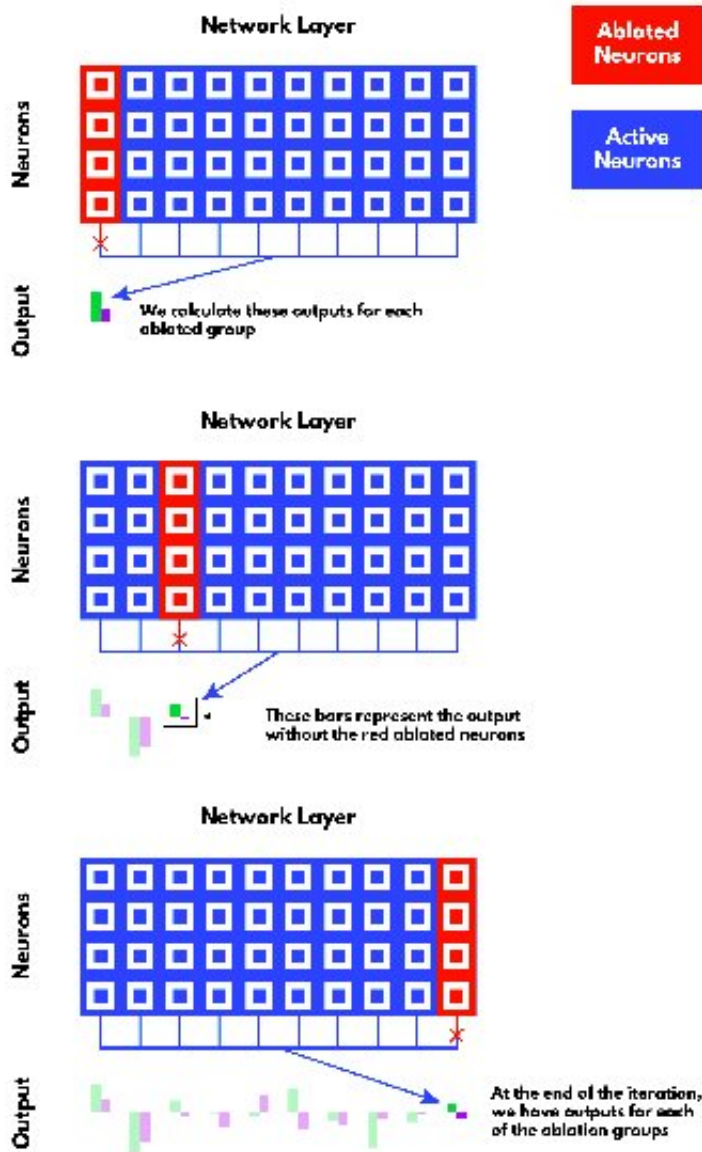 Network Layer
Ablated
Neurons
Active
Neurons
Neurons
Output
We calculate these outputs for each
ablated group
Network Layer
Neurons
Output
These bars represent the output
without the red ablated neurons
Network Layer
Neurons
Output
At the end of the iteration,
we have outputs for each
of the ablation groups